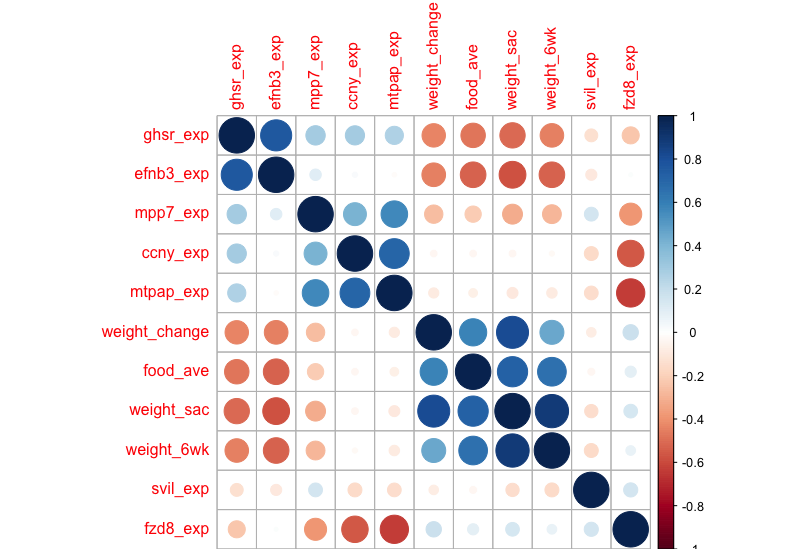 ghsr_exp
efnb3_exp
mpp7_exp
ccny_exp
mtpap_exp
weight_change
food_ave
weight_sac
weight_6wk
svil_exp
fzd8_exp
ghsr_exp
efnb3_exp
mpp7_exp
ccny_exp
mtpap_exp
weight_change
food_ave
weight_sac
weight_6wk
svil_exp
fzd8_exp
1
0.8
0.6
0.4
0.2
0
-0.2
-0.4
-0.6
-0.8
-1